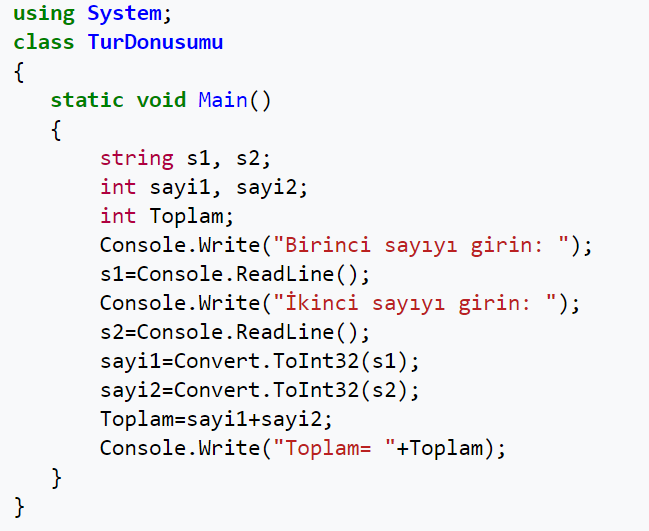 using System;
class TurDonusumu
{
   static void Main()
   {
       string s1, s2;
       int sayi1, sayi2;
       int Toplam;
       Console.Write("Birinci sayıyı girin: ");
       s1=Console.ReadLine();
       Console.Write("İkinci sayıyı girin: ");
       s2=Console.ReadLine();
       sayi1=Convert.ToInt32(s1);
       sayi2=Convert.ToInt32(s2);
       Toplam=sayi1+sayi2;
       Console.Write("Toplam= "+Toplam);
   }
}